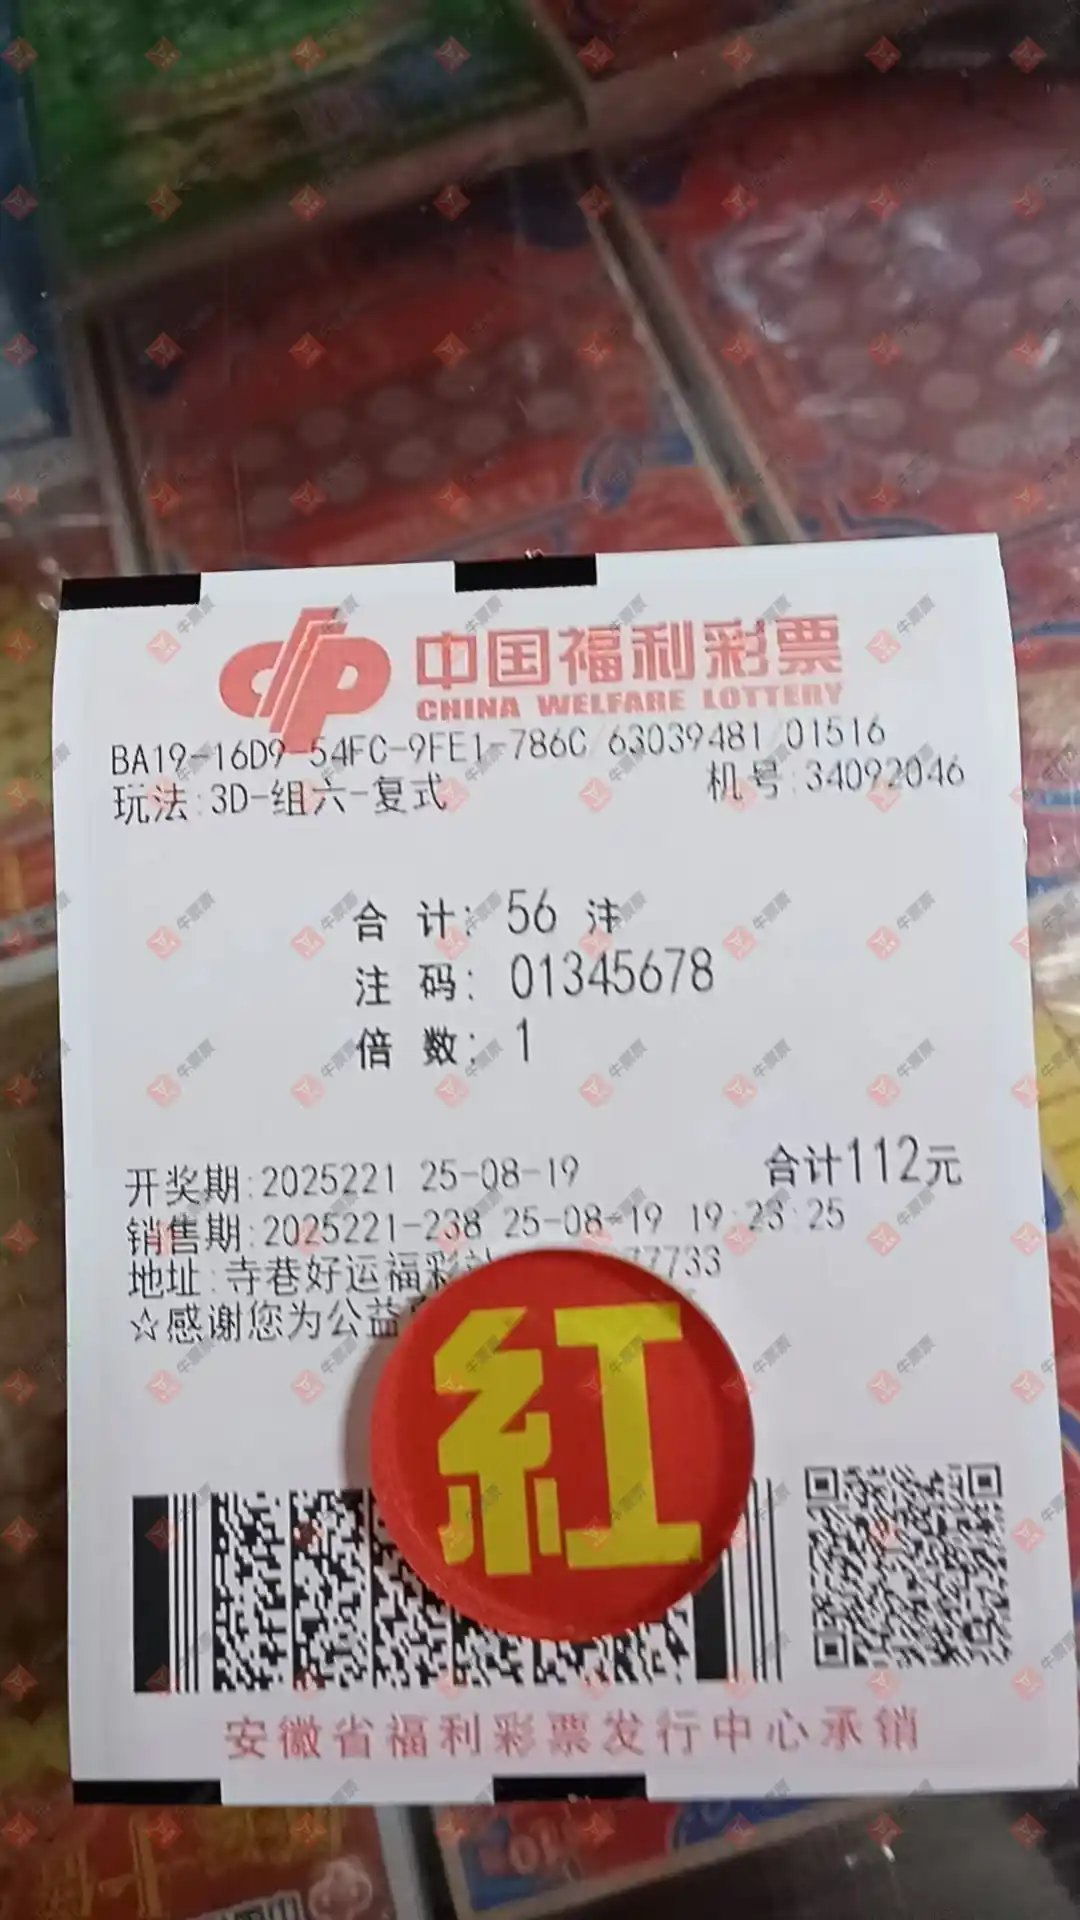 中国福利彩票
CHINA WELFARE LOTTERY
BA19-16D9-54FC-9FE1-786C 63039481 01516
玩法:3D-组六-复式 机号:34092046
合 计: 56 注
注 码: 01345678
倍 数: 1
开奖期:2025221 25-08-19 合计112元
销售期:2025221-238 25-08-19 19:23:25
地址:寺巷好运福彩 77733
☆感谢您为公益
紅
安徽省福利彩票发行中心承销
牛票票